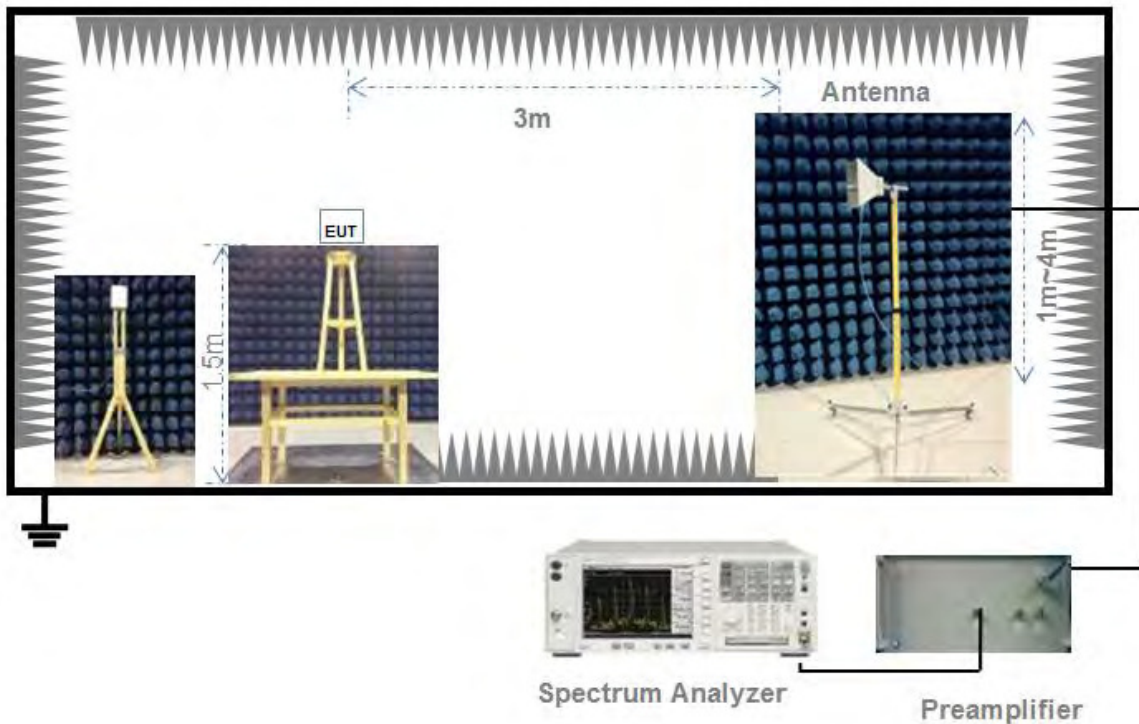 Antenna
3m
EUT
1.5m
1m~4m
Spectrum Analyzer
Preamplifier